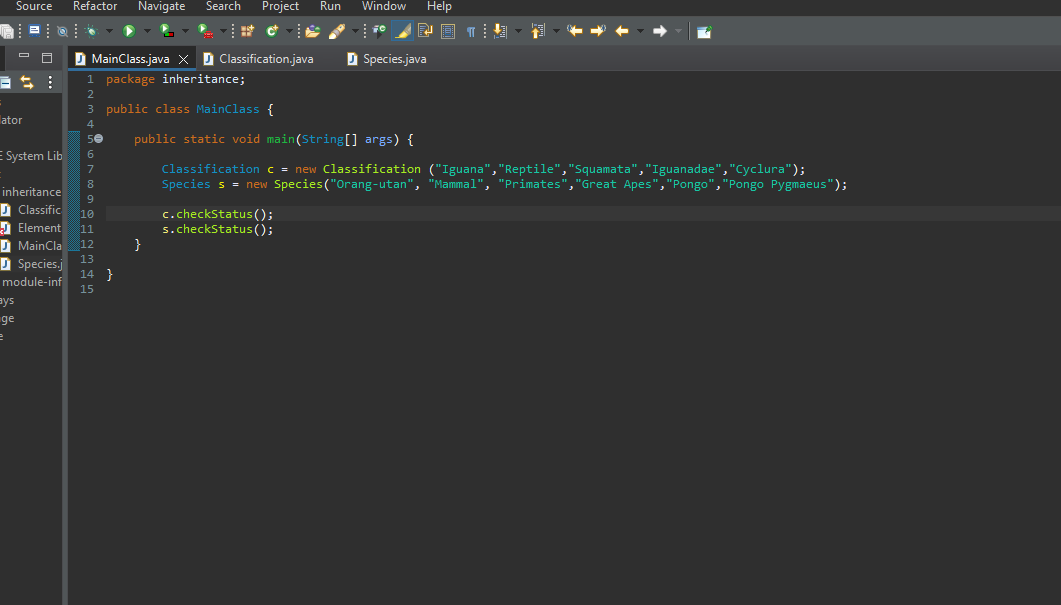 Source Refactor Navigate Search Project Run Window Help
MainClass.java Classification.java Species.java
1 package inheritance;
2
3 public class MainClass {
4
5 public static void main(String[] args) {
6
7 Classification c = new Classification ("Iguana","Reptile","Squamata","Iguanadae","Cyclura");
8 Species s = new Species("Orang-utan", "Mammal", "Primates","Great Apes","Pongo","Pongo Pygmaeus");
9
10 c.checkStatus();
11 s.checkStatus();
12 }
13
14 }
15
lator
E System Lib
inheritance
Classific
Element
MainCla
Species.j
module-inf
ays
ge
e